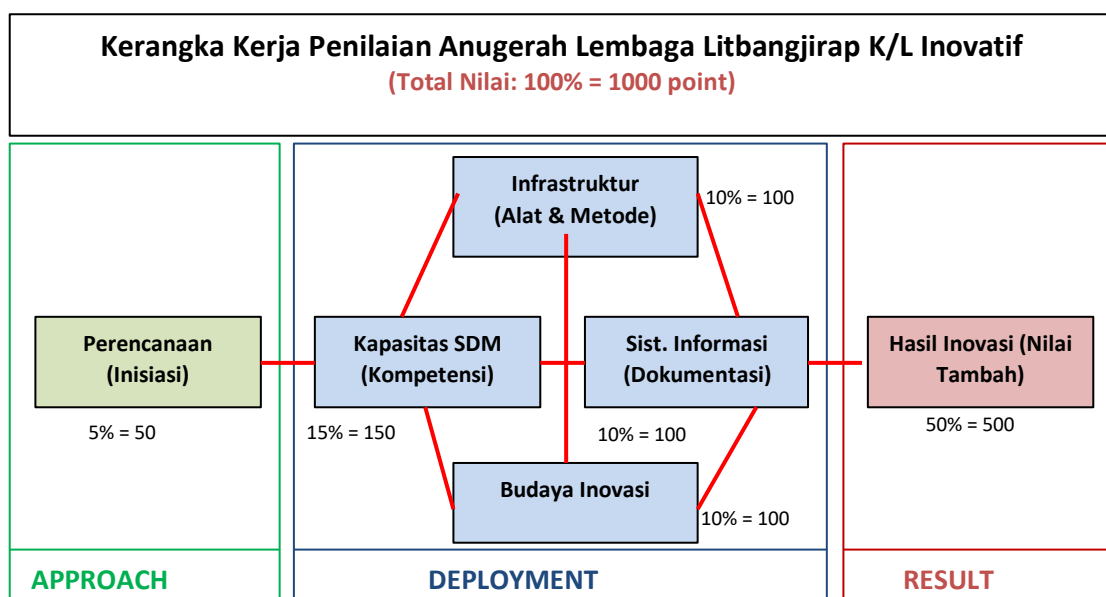 Kerangka Kerja Penilaian Anugerah Lembaga Litbangjirap K/L Inovatif
(Total Nilai: 100% = 1000 point)
Infrastruktur
(Alat & Metode)
10% = 100
Perencanaan
(Inisiasi)
5% = 50
Kapasitas SDM
(Kompetensi)
15% = 150
Sist. Informasi
(Dokumentasi)
10% = 100
Hasil Inovasi (Nilai
Tambah)
50% = 500
Budaya Inovasi
10% = 100
APPROACH
DEPLOYMENT
RESULT